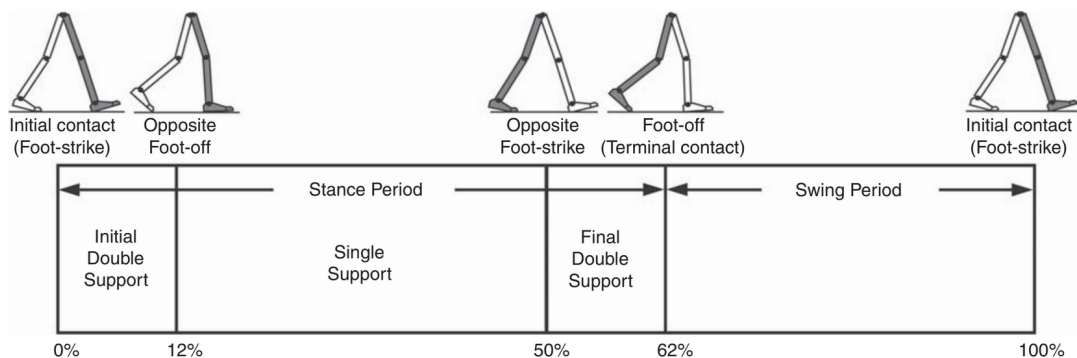 Initial contact
(Foot-strike)
Opposite
Foot-off
Opposite
Foot-strike
Foot-off
(Terminal contact)
Initial contact
(Foot-strike)
Stance Period
Swing Period
Initial
Double
Support
Single
Support
Final
Double
Support
0%
12%
50%
62%
100%